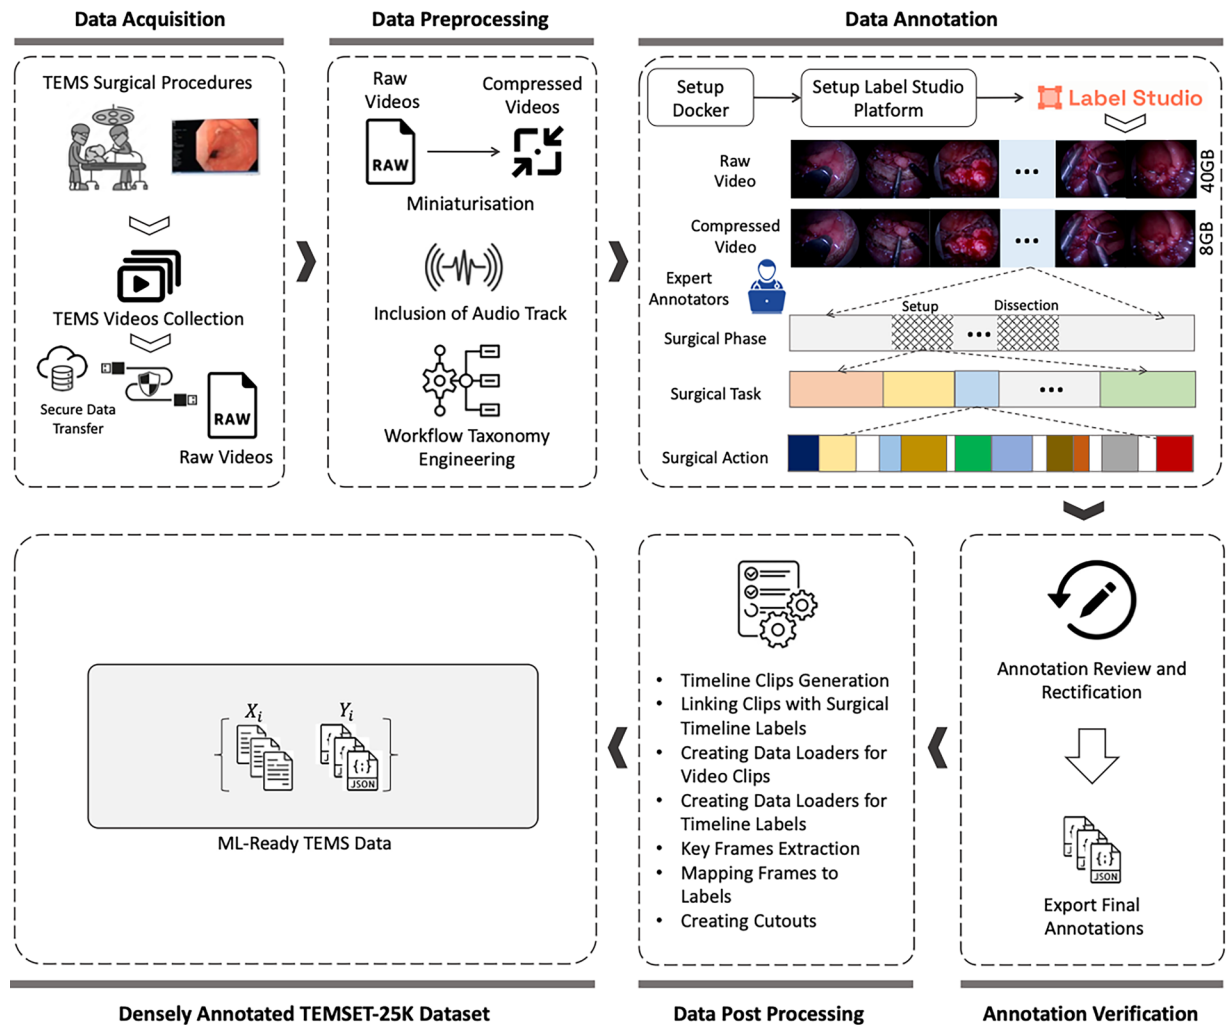 Data Acquisition
TEMS Surgical Procedures
TEMS Videos Collection
Secure Data
Transfer
RAW
Raw Videos
Data Preprocessing
Raw
Videos
Compressed
Videos
RAW
Miniaturisation
Inclusion of Audio Track
Workflow Taxonomy
Engineering
Data Annotation
Setup
Docker
Setup Label Studio
Platform
Label Studio
Raw
Video
...
40GB
Compressed
Video
...
8GB
Expert
Annotators
Setup
Dissection
Surgical Phase
...
Surgical Task
...
Surgical Action
Annotation Review and
Rectification
{;}
JSON
Export Final
Annotations
Annotation Verification
• Timeline Clips Generation
• Linking Clips with Surgical
Timeline Labels
• Creating Data Loaders for
Video Clips
• Creating Data Loaders for
Timeline Labels
• Key Frames Extraction
• Mapping Frames to
Labels
• Creating Cutouts
Data Post Processing
Xi
Yi
{;}
JSON
ML-Ready TEMS Data
Densely Annotated TEMSET-25K Dataset